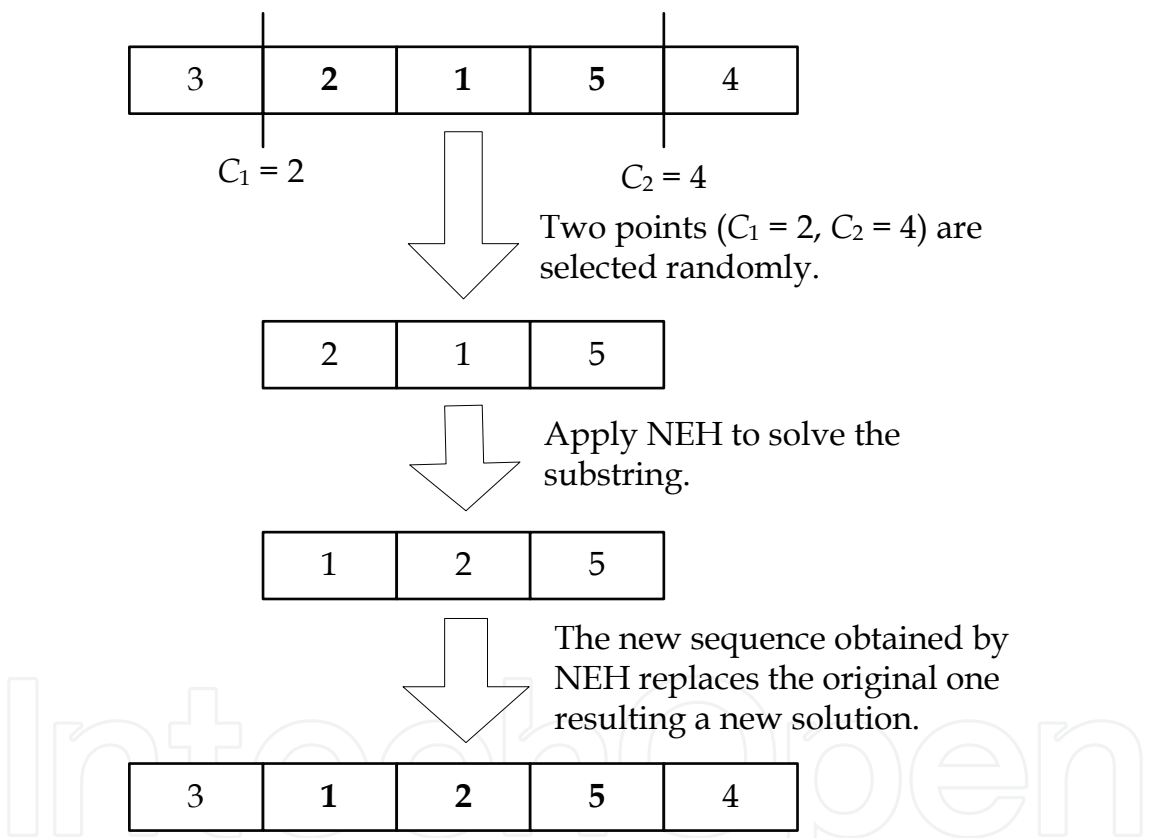 3 2 1 5 4
C₁ = 2
C₂ = 4
Two points (C₁ = 2, C₂ = 4) are
selected randomly.
2 1 5
Apply NEH to solve the
substring.
1 2 5
The new sequence obtained by
NEH replaces the original one
resulting a new solution.
IntechOpen
3 1 2 5 4